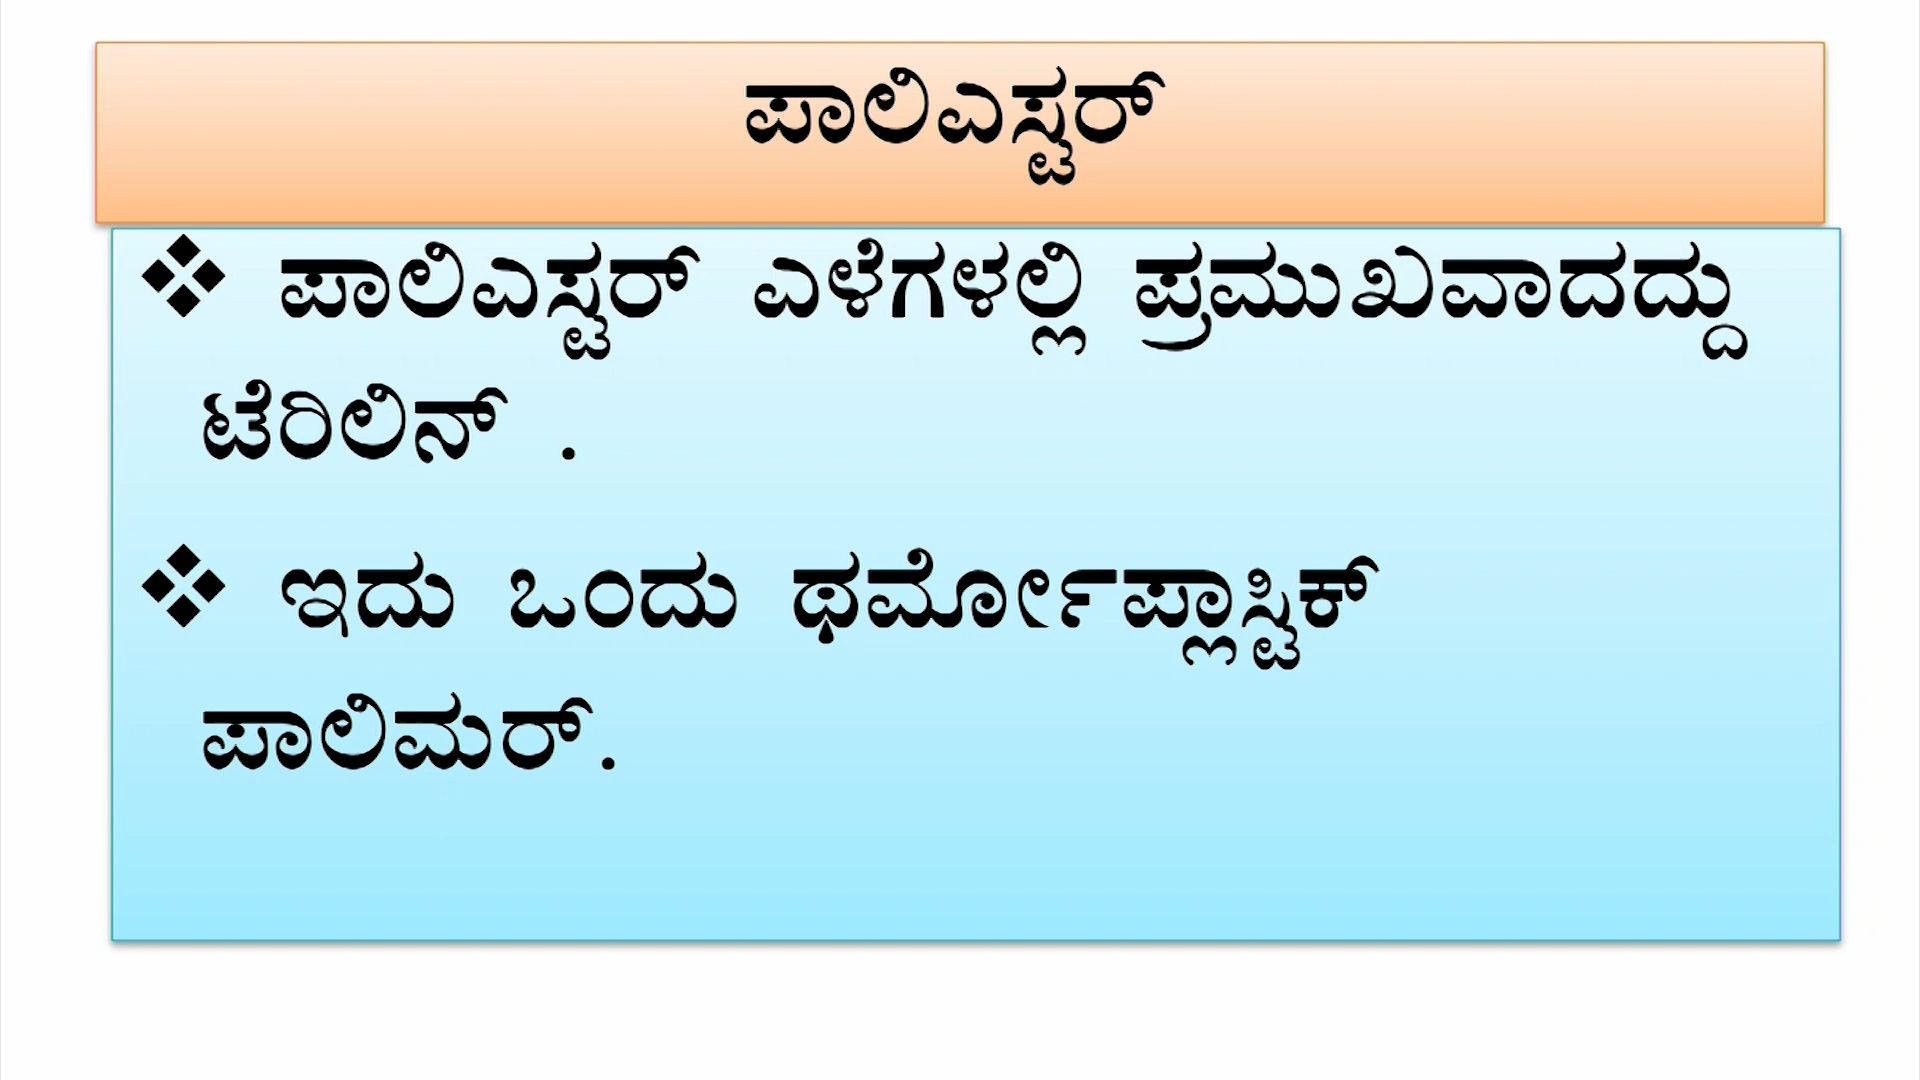 ಪಾಲಿಎಸ್ಟರ್
❖ ಪಾಲಿಎಸ್ಟರ್ ಎಳೆಗಳಲ್ಲಿ ಪ್ರಮುಖವಾದದ್ದು
ಟೆರಿಲಿನ್ .
❖ ಇದು ಒಂದು ಥರ್ಮೋಪ್ಲಾಸ್ಟಿಕ್
ಪಾಲಿಮರ್.